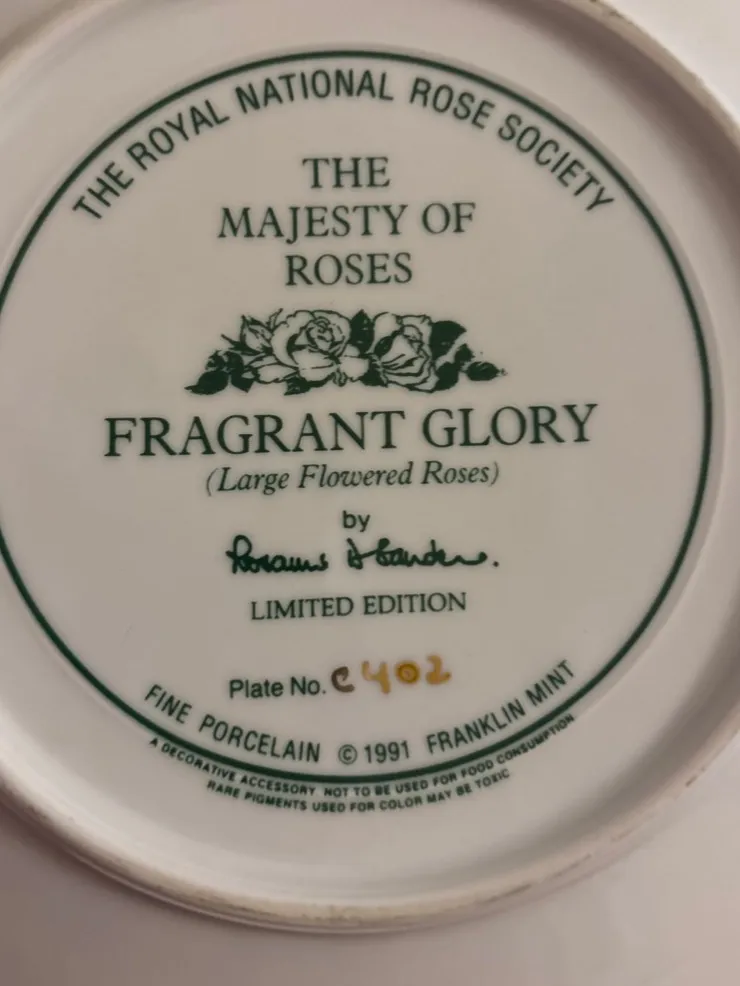 THE ROYAL NATIONAL ROSE SOCIETY
THE
MAJESTY OF
ROSES
FRAGRANT GLORY
(Large Flowered Roses)
by
Rosanne D Sanders.
LIMITED EDITION
Plate No. C402
FINE PORCELAIN © 1991 FRANKLIN MINT
A DECORATIVE ACCESSORY NOT TO BE USED FOR FOOD CONSUMPTION
RARE PIGMENTS USED FOR COLOR MAY BE TOXIC